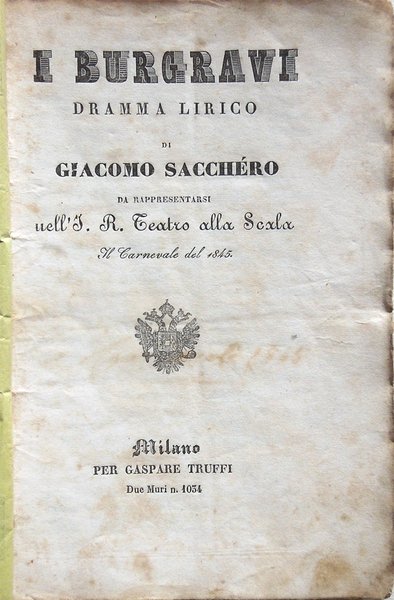 I BURGRAVI
DRAMMA LIRICO
DI
GIACOMO SACCHÉRO
DA RAPPRESENTARSI
nell'I. R. Teatro alla Scala
Il Carnevale del 1845.
Milano
PER GASPARE TRUFFI
Due Muri n. 1034